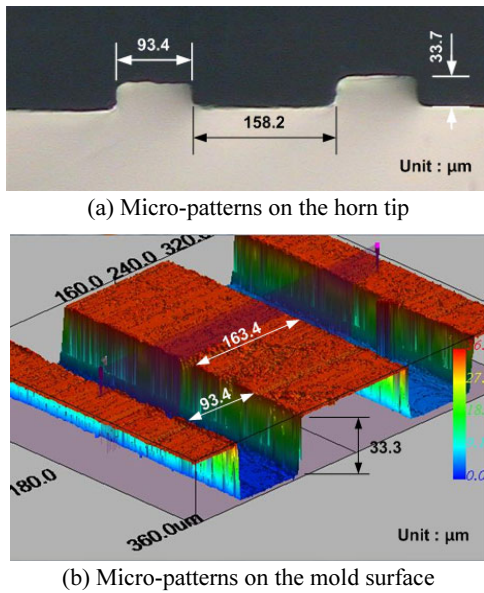 93.4
33.7
158.2
Unit : μm
(a) Micro-patterns on the horn tip
160.0 240.0 320.0
163.4
93.4
33.3
180.0
360.0um
0.0
Unit : μm
(b) Micro-patterns on the mold surface